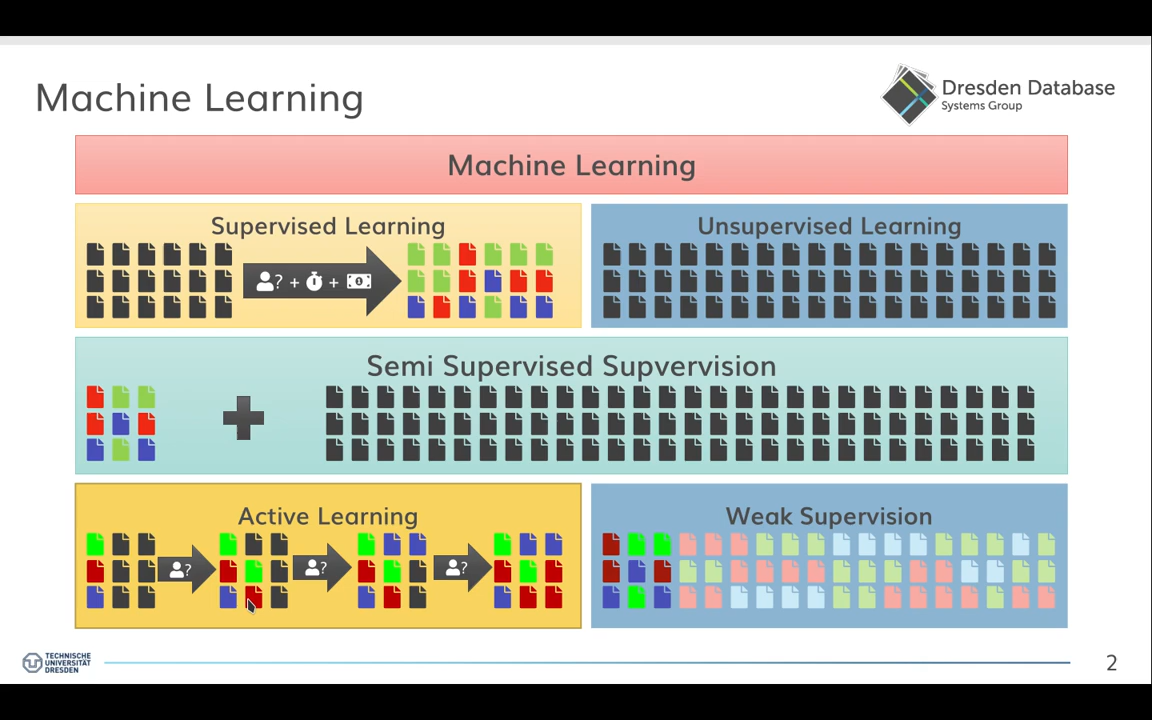 Machine Learning
Dresden Database
Systems Group
Machine Learning
Supervised Learning
Unsupervised Learning
? + +
Semi Supervised Supvervision
Active Learning
Weak Supervision
? ? ?
TECHNISCHE
UNIVERSITÄT
DRESDEN
2